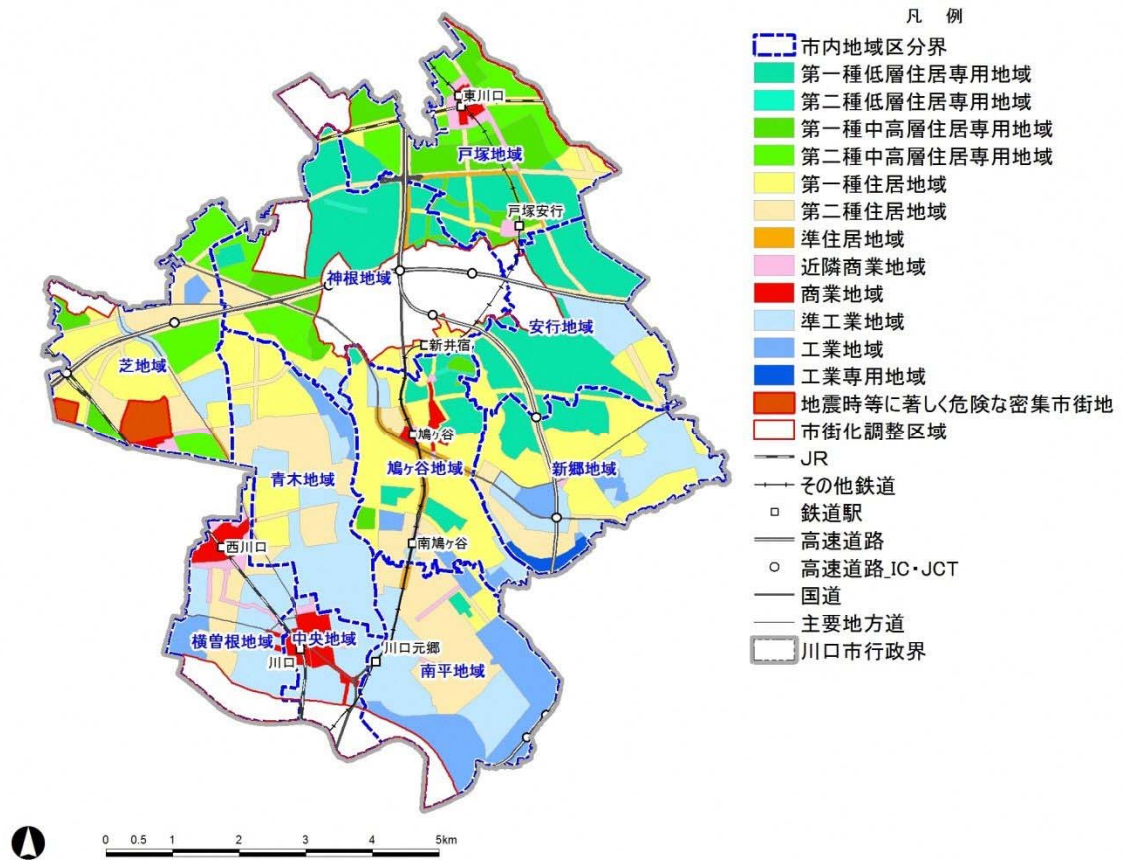 凡 例
市内地域区分界
第一種低層住居専用地域
第二種低層住居専用地域
第一種中高層住居専用地域
第二種中高層住居専用地域
第一種住居地域
第二種住居地域
準住居地域
近隣商業地域
商業地域
準工業地域
工業地域
工業専用地域
地震時等に著しく危険な密集市街地
市街化調整区域
JR
その他鉄道
鉄道駅
高速道路
高速道路_IC・JCT
国道
主要地方道
川口市行政界
東川口
戸塚地域
戸塚安行
神根地域
安行地域
新井宿
芝地域
鳩ヶ谷
青木地域
鳩ヶ谷地域
新郷地域
西川口
南鳩ヶ谷
横曽根地域
中央地域
川口
川口元郷
南平地域
0 0.5 1 2 3 4 5km